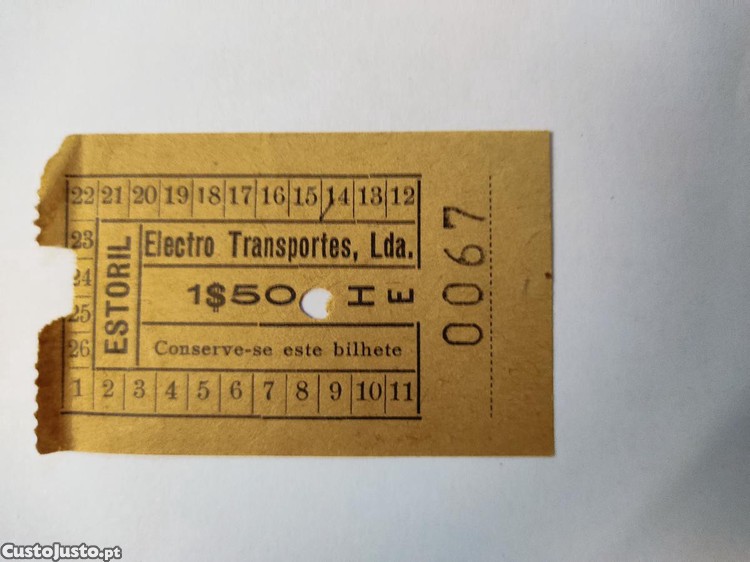 22 21 20 19 18 17 16 15 14 13 12
23
24
25
26
ESTORIL
Electro Transportes, Lda.
1$50 H E
Conserve-se este bilhete
1 2 3 4 5 6 7 8 9 10 11
0067
CustoJusto.pt